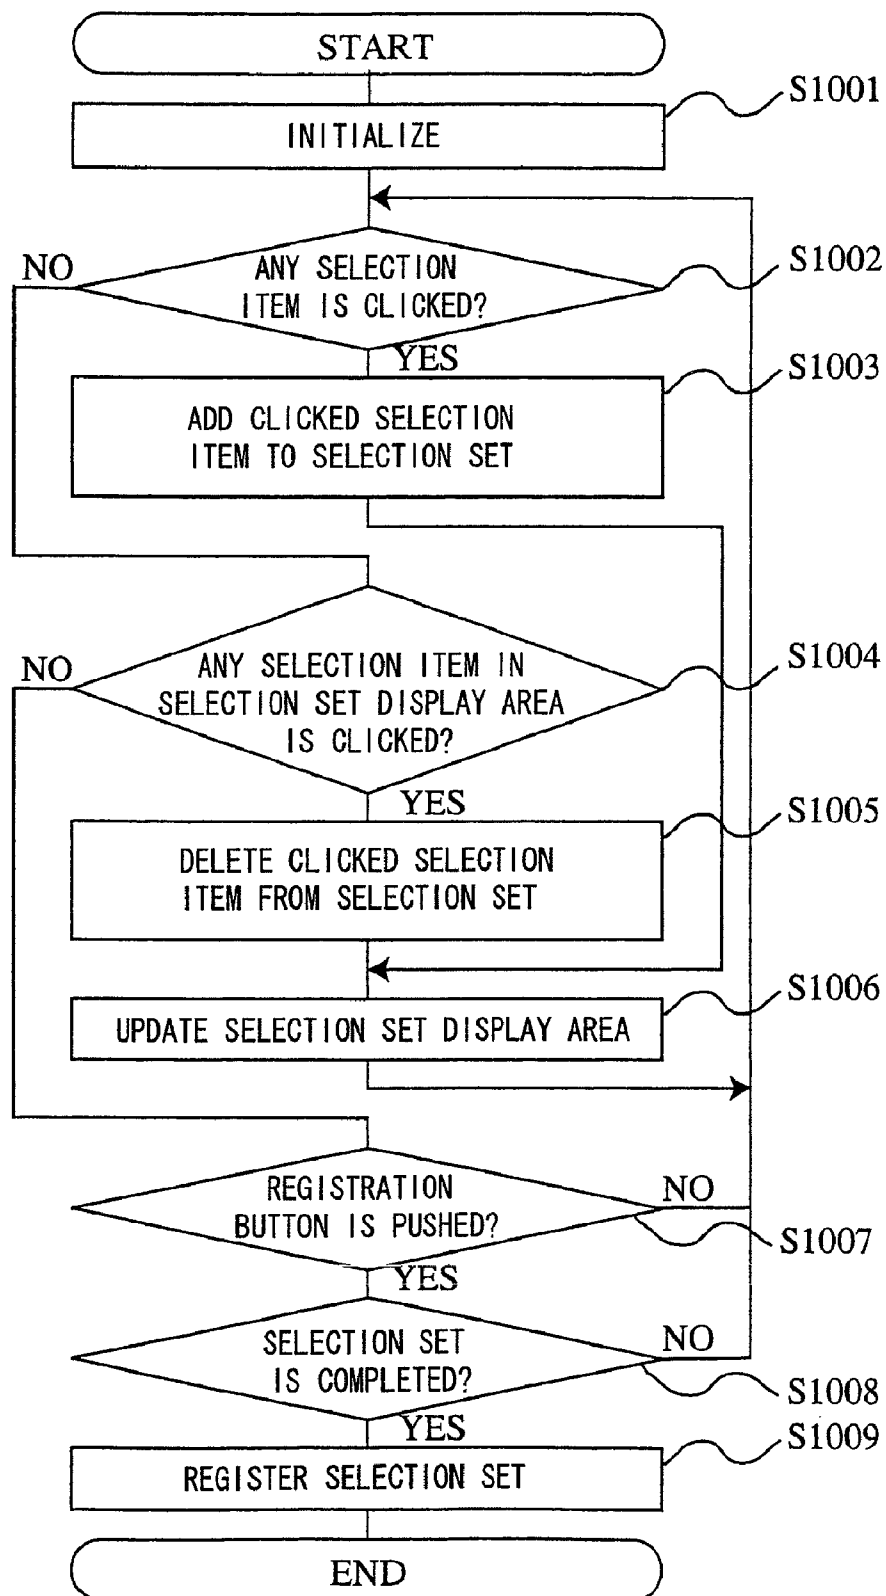 START
S1001
INITIALIZE
NO
ANY SELECTION
ITEM IS CLICKED?
S1002
YES
S1003
ADD CLICKED SELECTION
ITEM TO SELECTION SET
NO
ANY SELECTION ITEM IN
SELECTION SET DISPLAY AREA
IS CLICKED?
S1004
YES
S1005
DELETE CLICKED SELECTION
ITEM FROM SELECTION SET
S1006
UPDATE SELECTION SET DISPLAY AREA
REGISTRATION
BUTTON IS PUSHED?
NO
S1007
YES
SELECTION SET
IS COMPLETED?
NO
S1008
YES
S1009
REGISTER SELECTION SET
END